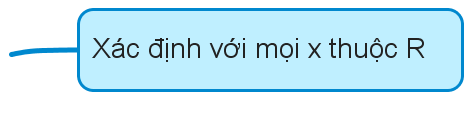 Xác định với mọi x thuộc R